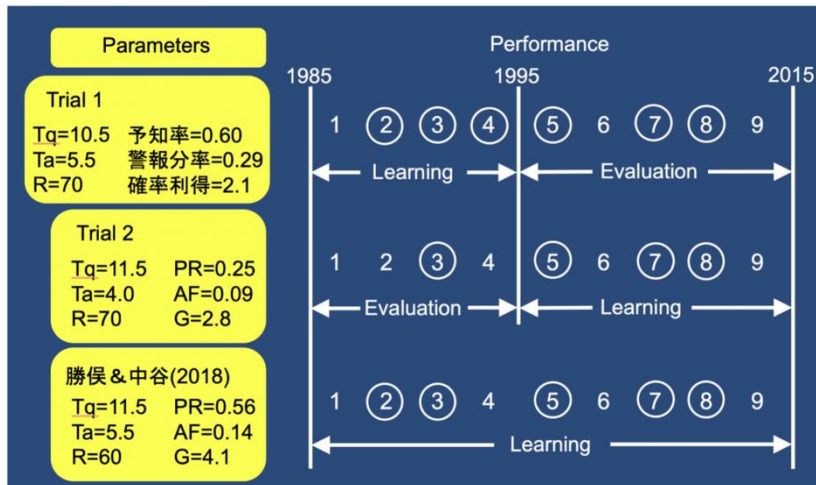 Parameters
Performance
1985 1995 2015
Trial 1
Tq=10.5 予知率=0.60
Ta=5.5 警報分率=0.29
R=70 確率利得=2.1
1 2 3 4 5 6 7 8 9
Learning Evaluation
Trial 2
Tq=11.5 PR=0.25
Ta=4.0 AF=0.09
R=70 G=2.8
1 2 3 4 5 6 7 8 9
Evaluation Learning
勝俣&中谷(2018)
Tq=11.5 PR=0.56
Ta=5.5 AF=0.14
R=60 G=4.1
1 2 3 4 5 6 7 8 9
Learning